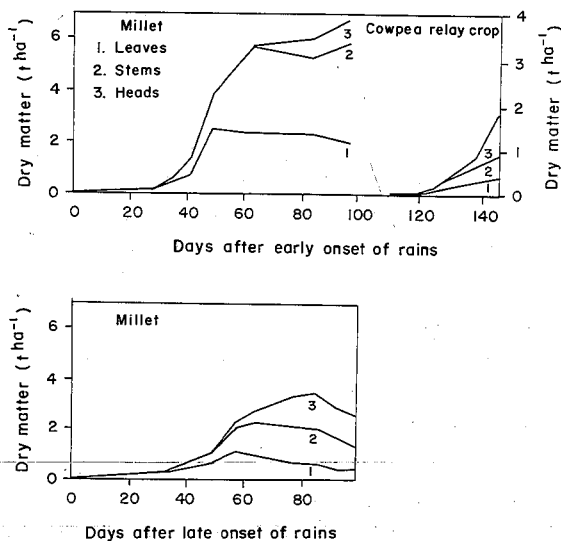 Millet
1. Leaves
2. Stems
3. Heads
Cowpea relay crop
Dry matter (t ha⁻¹)
6
4
2
0
3
2
1
3
2
1
4
3
2
1
0
Dry matter (t ha⁻¹)
0 20 40 60 80 100 120 140
Days after early onset of rains
Millet
Dry matter (t ha⁻¹)
6
4
2
0
3
2
1
0 20 40 60 80
Days after late onset of rains